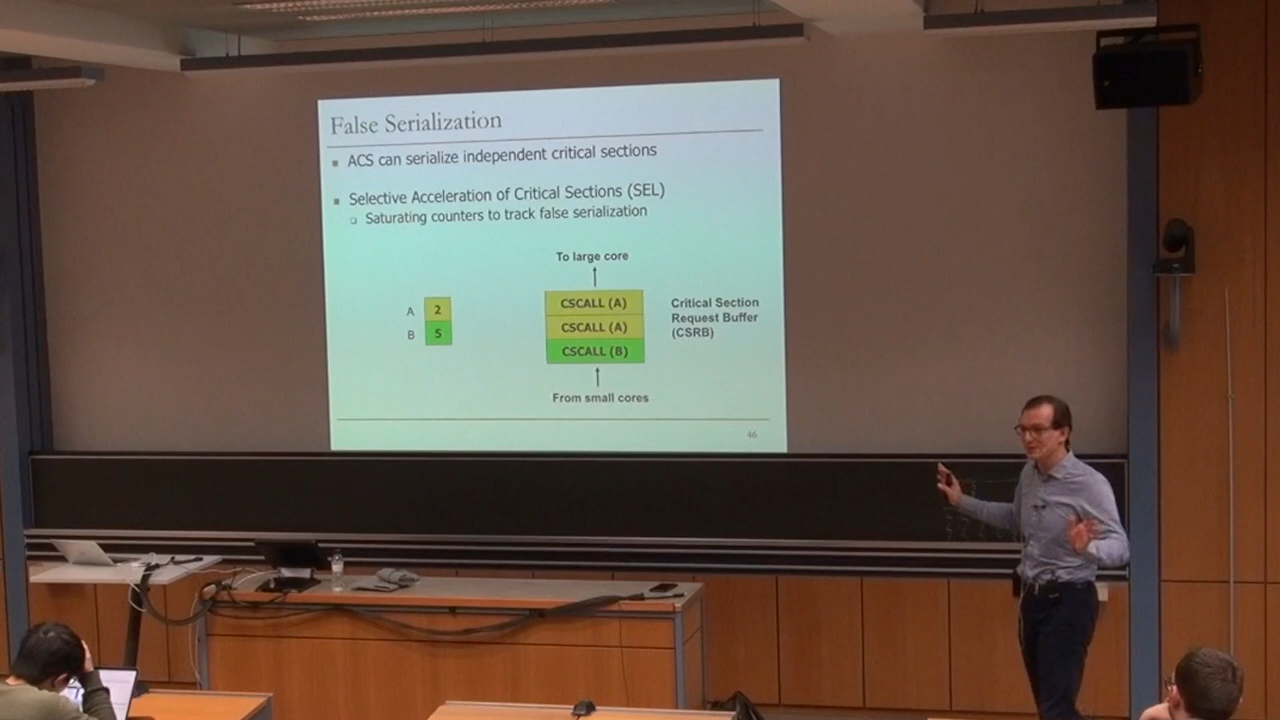 False Serialization
ACS can serialize independent critical sections
Selective Acceleration of Critical Sections (SEL)
Saturating counters to track false serialization
To large core
A 2
B 5
CSCALL (A)
CSCALL (A)
CSCALL (B)
Critical Section
Request Buffer
(CSRB)
From small cores
46